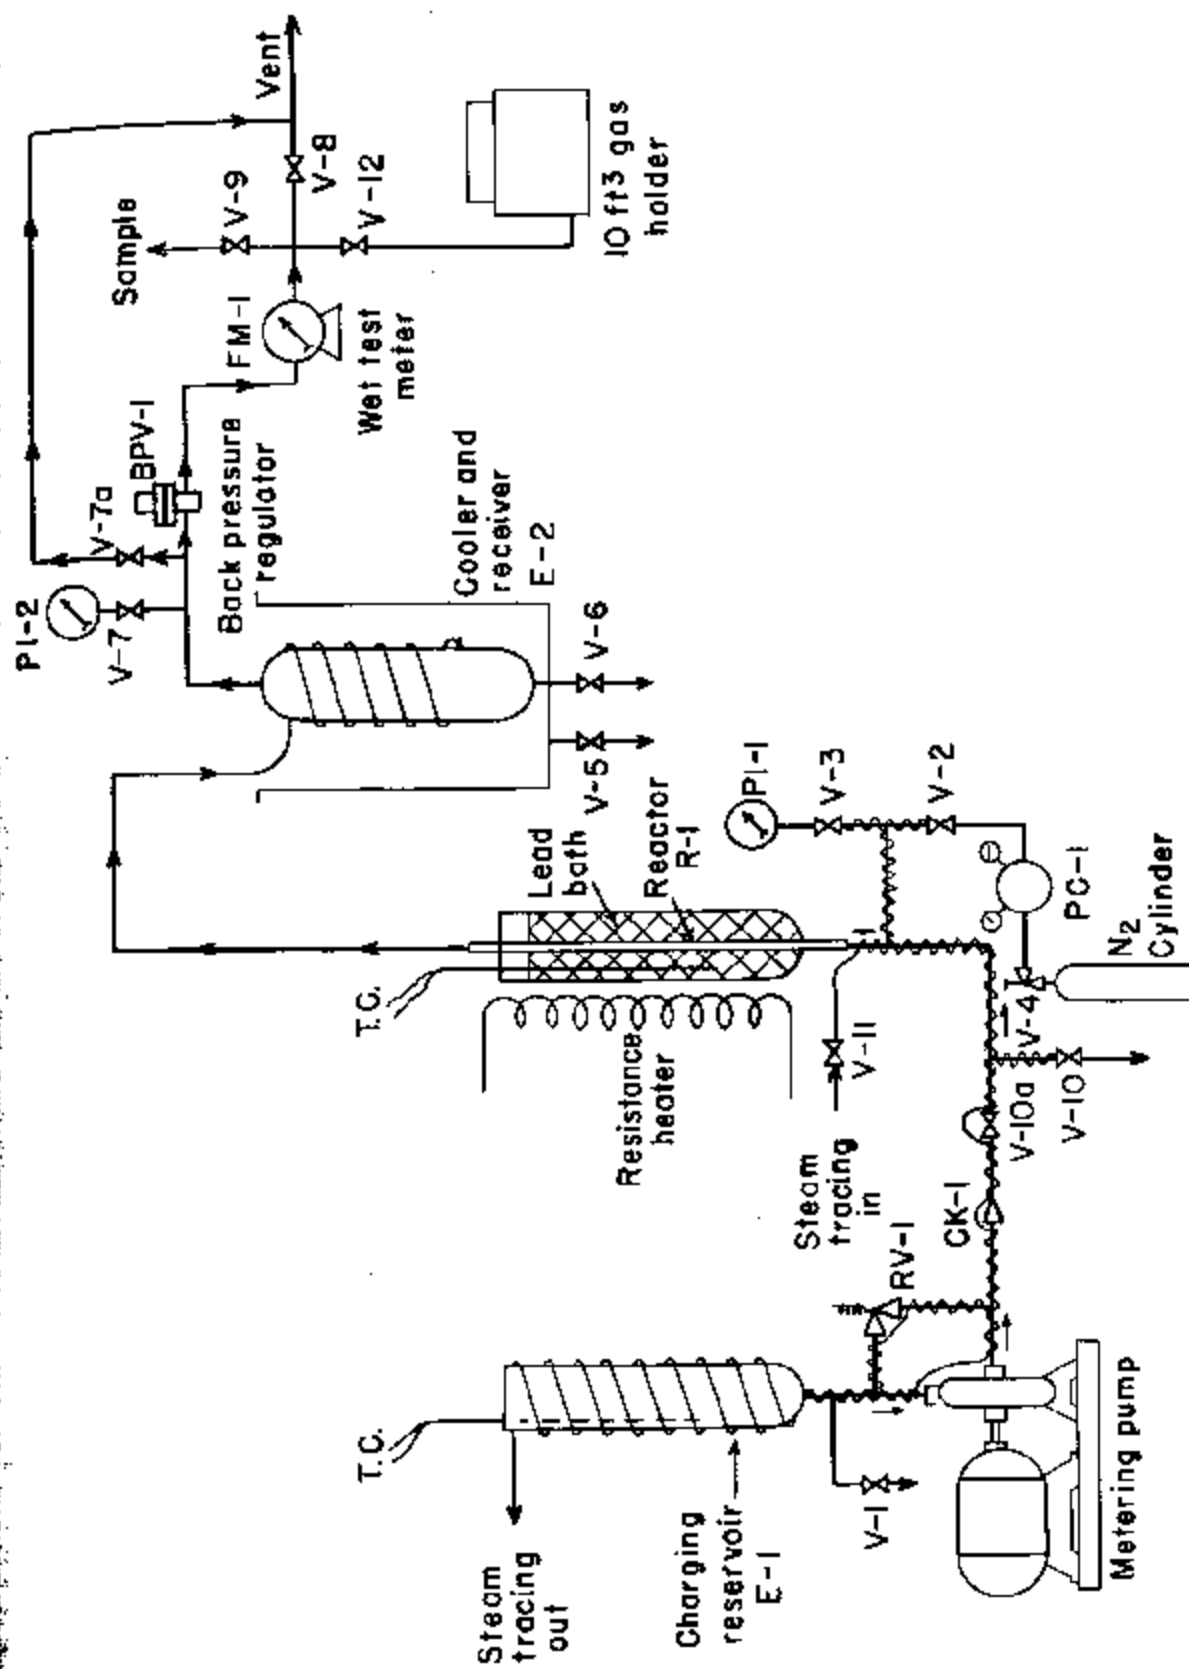 T.C.
Steam
tracing
out
Charging
reservoir
E-1
V-1
Metering pump
RV-1
CK-1
Steam
tracing
in
V-11
V-10a
V-10
V-4
N2
Cylinder
PC-1
V-2
V-3
PI-1
T.C.
Resistance
heater
Lead
bath
Reactor
R-1
V-5
V-6
Cooler and
receiver
E-2
PI-2
V-7
V-7a
BPV-1
Back pressure
regulator
FM-1
Wet test
meter
Sample
V-9
V-8
V-12
Vent
10 ft3 gas
holder